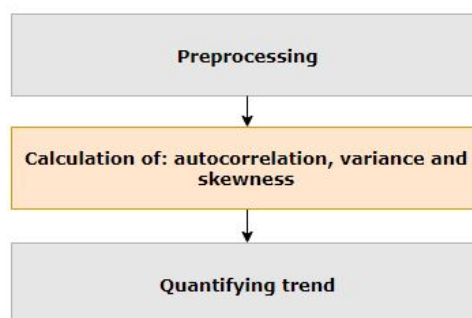 Preprocessing
Calculation of: autocorrelation, variance and
skewness
Quantifying trend